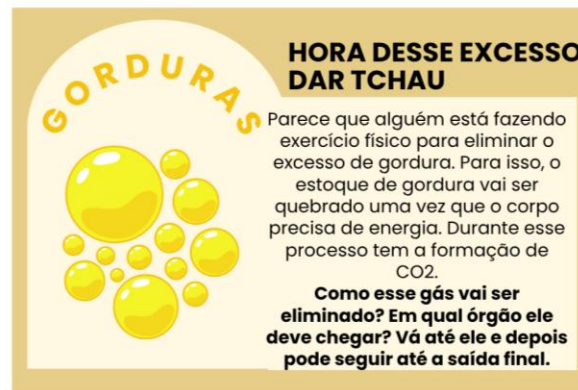 GORDURAS
HORA DESSE EXCESSO
DAR TCHAU
Parece que alguém está fazendo
exercício físico para eliminar o
excesso de gordura. Para isso, o
estoque de gordura vai ser
quebrado uma vez que o corpo
precisa de energia. Durante esse
processo tem a formação de
CO2.
Como esse gás vai ser
eliminado? Em qual órgão ele
deve chegar? Vá até ele e depois
pode seguir até a saída final.